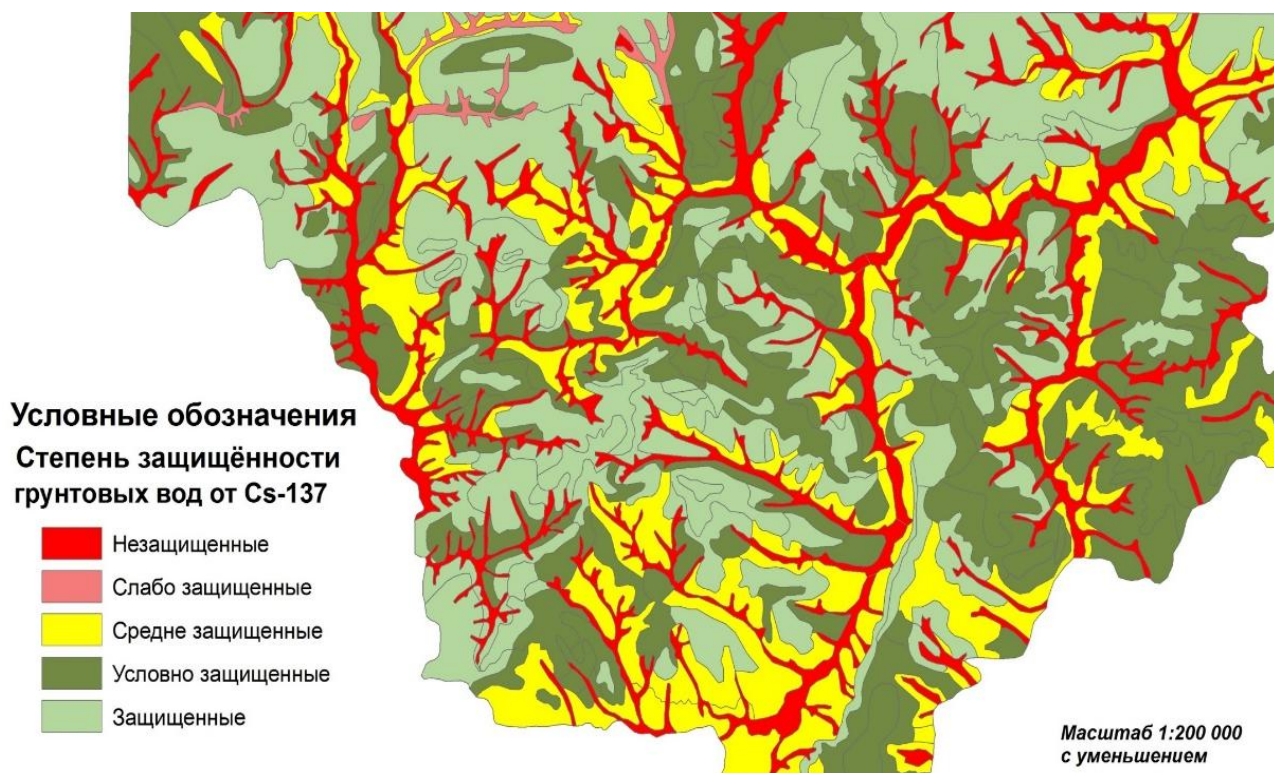 Условные обозначения
Степень защищённости
грунтовых вод от Cs-137
Незащищенные
Слабо защищенные
Средне защищенные
Условно защищенные
Защищенные
Масштаб 1:200 000
с уменьшением